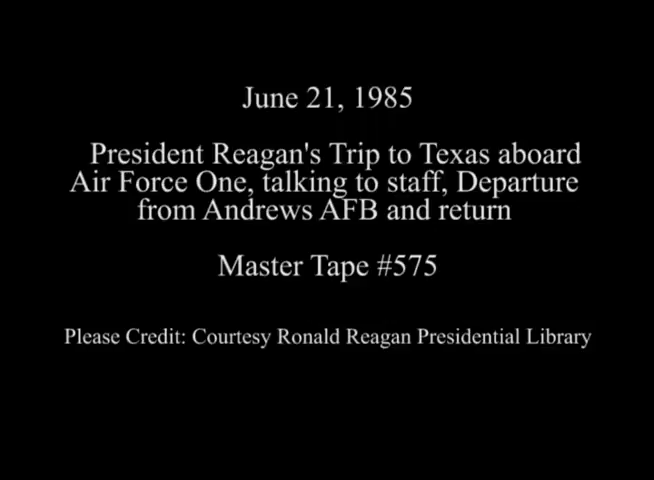 June 21, 1985
President Reagan's Trip to Texas aboard
Air Force One, talking to staff, Departure
from Andrews AFB and return
Master Tape #575
Please Credit: Courtesy Ronald Reagan Presidential Library